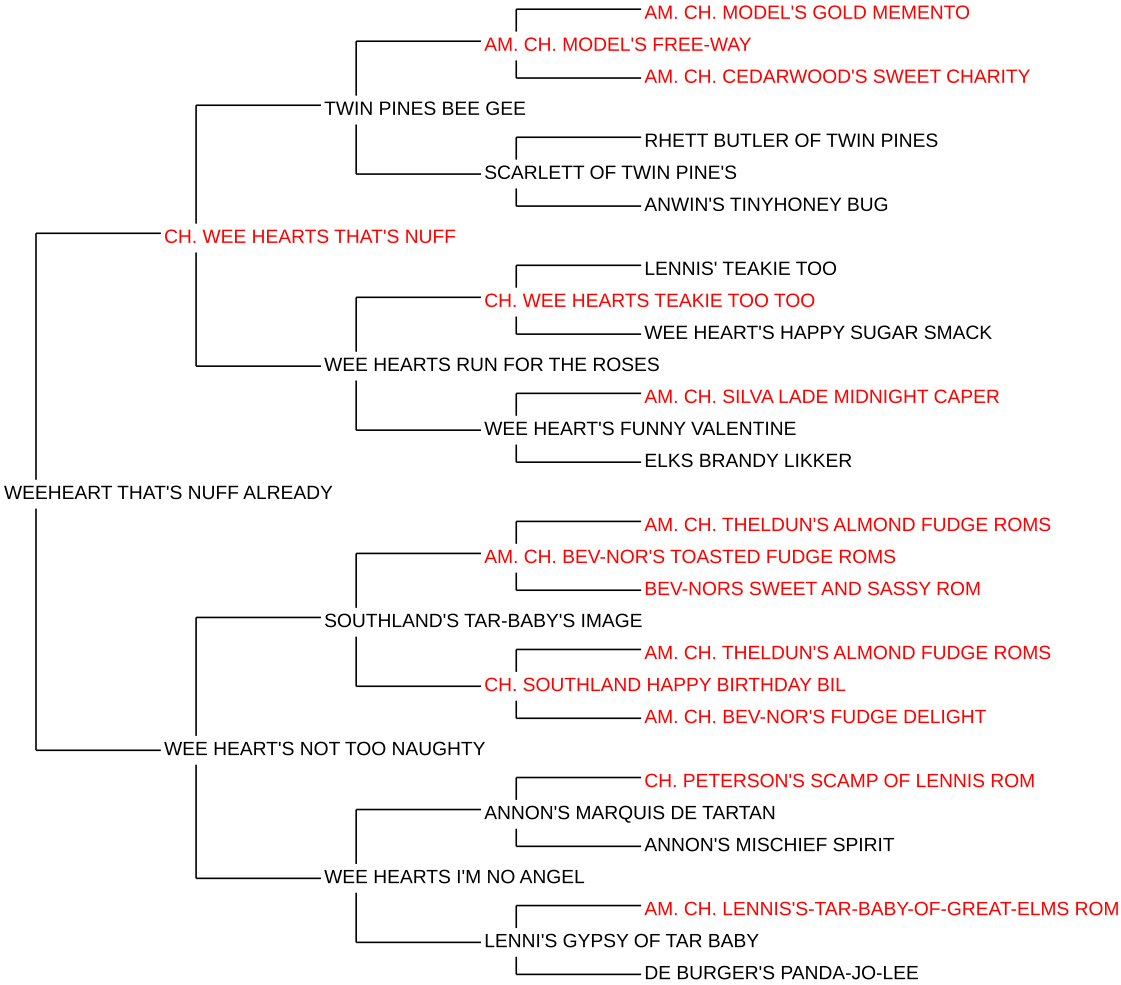 AM. CH. MODEL'S GOLD MEMENTO
AM. CH. MODEL'S FREE-WAY
AM. CH. CEDARWOOD'S SWEET CHARITY
TWIN PINES BEE GEE
RHETT BUTLER OF TWIN PINES
SCARLETT OF TWIN PINE'S
ANWIN'S TINYHONEY BUG
CH. WEE HEARTS THAT'S NUFF
LENNIS' TEAKIE TOO
CH. WEE HEARTS TEAKIE TOO TOO
WEE HEART'S HAPPY SUGAR SMACK
WEE HEARTS RUN FOR THE ROSES
AM. CH. SILVA LADE MIDNIGHT CAPER
WEE HEART'S FUNNY VALENTINE
ELKS BRANDY LIKKER
WEEHEART THAT'S NUFF ALREADY
AM. CH. THELDUN'S ALMOND FUDGE ROMS
AM. CH. BEV-NOR'S TOASTED FUDGE ROMS
BEV-NORS SWEET AND SASSY ROM
SOUTHLAND'S TAR-BABY'S IMAGE
AM. CH. THELDUN'S ALMOND FUDGE ROMS
CH. SOUTHLAND HAPPY BIRTHDAY BIL
AM. CH. BEV-NOR'S FUDGE DELIGHT
WEE HEART'S NOT TOO NAUGHTY
CH. PETERSON'S SCAMP OF LENNIS ROM
ANNON'S MARQUIS DE TARTAN
ANNON'S MISCHIEF SPIRIT
WEE HEARTS I'M NO ANGEL
AM. CH. LENNIS'S-TAR-BABY-OF-GREAT-ELMS ROM
LENNI'S GYPSY OF TAR BABY
DE BURGER'S PANDA-JO-LEE